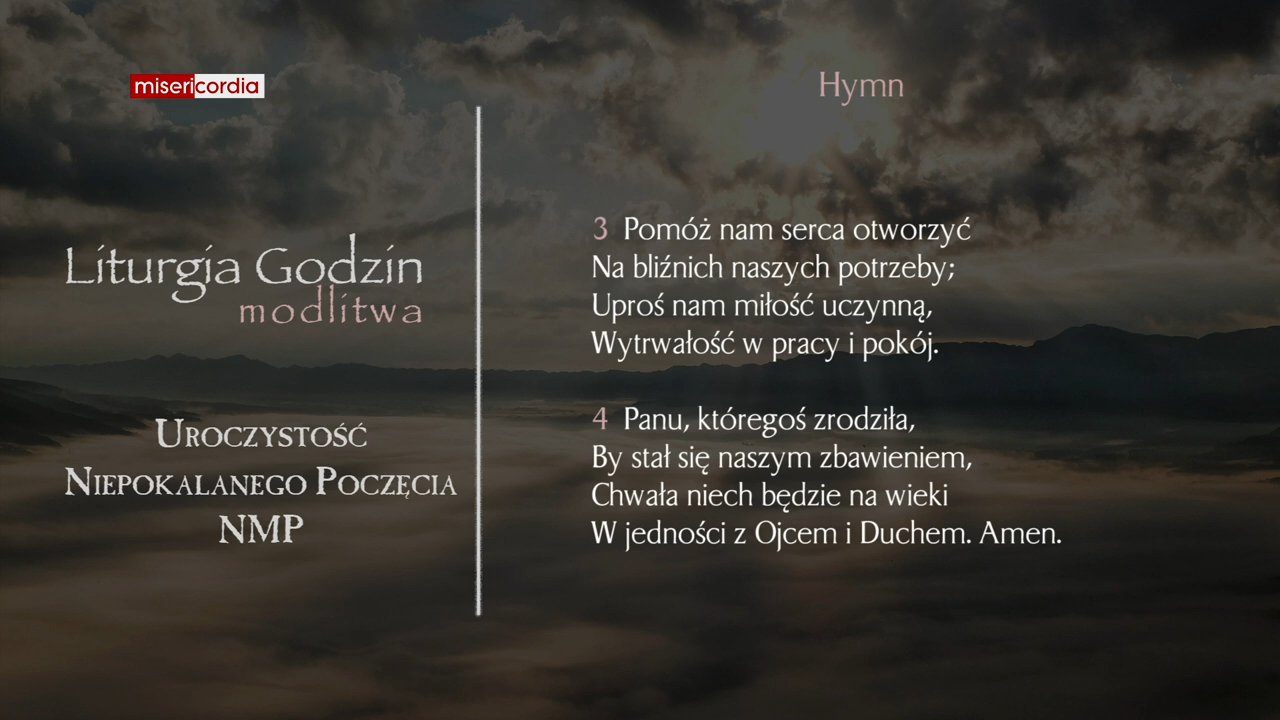 misericordia
Liturgia Godzin
modlitwa
Uroczystość
Niepokalanego Poczęcia
NMP
Hymn
3 Pomóż nam serca otworzyć
Na bliźnich naszych potrzeby;
Uproś nam miłość uczynną,
Wytrwałość w pracy i pokój.
4 Panu, któregoś zrodziła,
By stał się naszym zbawieniem,
Chwała niech będzie na wieki
W jedności z Ojcem i Duchem. Amen.